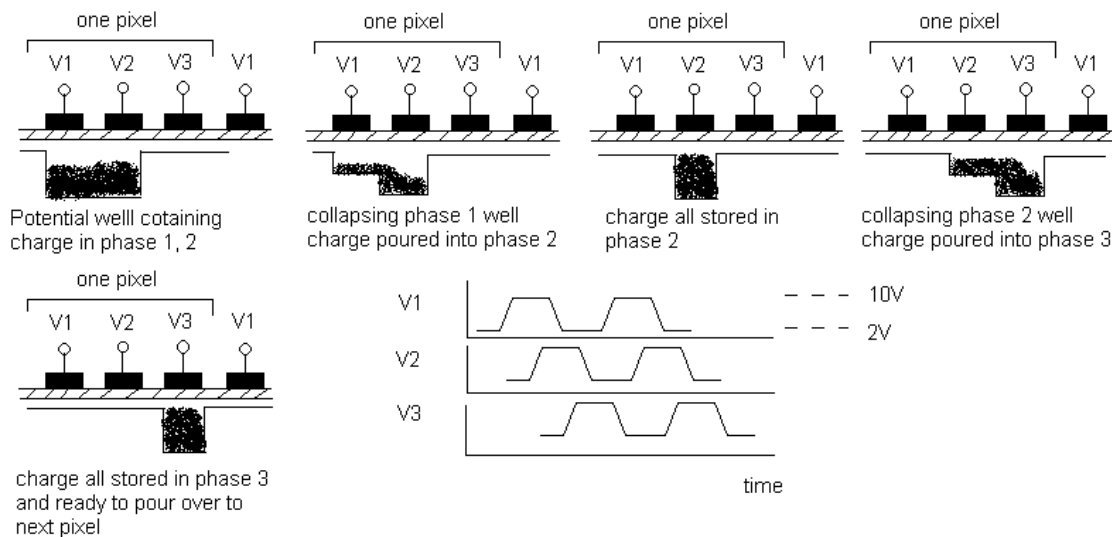 one pixel
V1 V2 V3 V1
Potential welll cotaining
charge in phase 1, 2
one pixel
V1 V2 V3 V1
collapsing phase 1 well
charge poured into phase 2
one pixel
V1 V2 V3 V1
charge all stored in
phase 2
one pixel
V1 V2 V3 V1
collapsing phase 2 well
charge poured into phase 3
one pixel
V1 V2 V3 V1
charge all stored in phase 3
and ready to pour over to
next pixel
V1
10V
2V
V2
V3
time